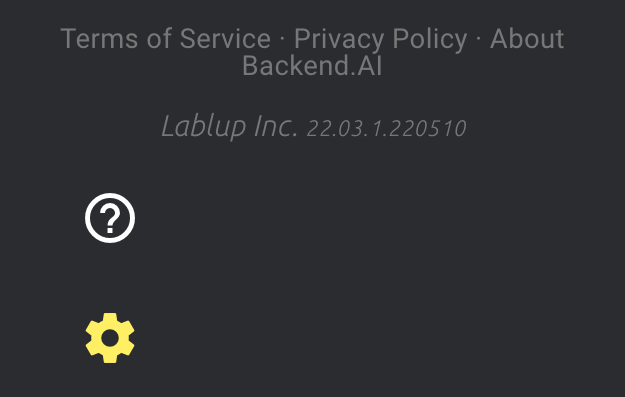 Terms of Service · Privacy Policy · About
Backend.AI
Lablup Inc. 22.03.1.220510
?